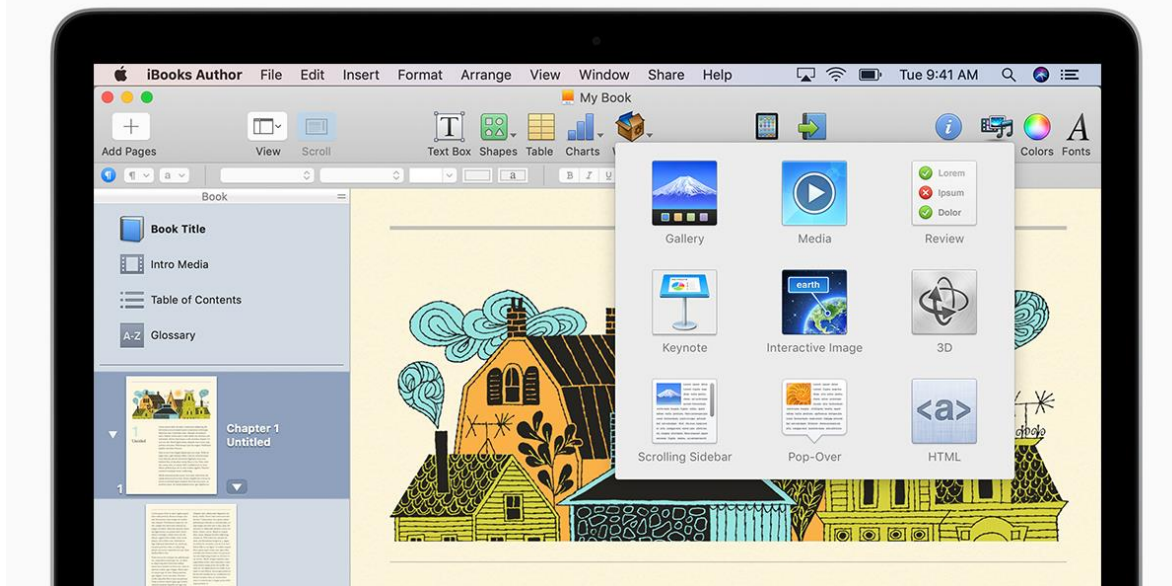 iBooks Author File Edit Insert Format Arrange View Window Share Help Tue 9:41 AM
My Book
Add Pages View Scroll Text Box Shapes Table Charts Colors Fonts
a a B I U
Book
Book Title
Intro Media
Table of Contents
A-Z Glossary
Chapter 1
Untitled
1
Gallery Media Review
Lorem
Ipsum
Dolor
earth
Keynote Interactive Image 3D
<a>
Scrolling Sidebar Pop-Over HTML